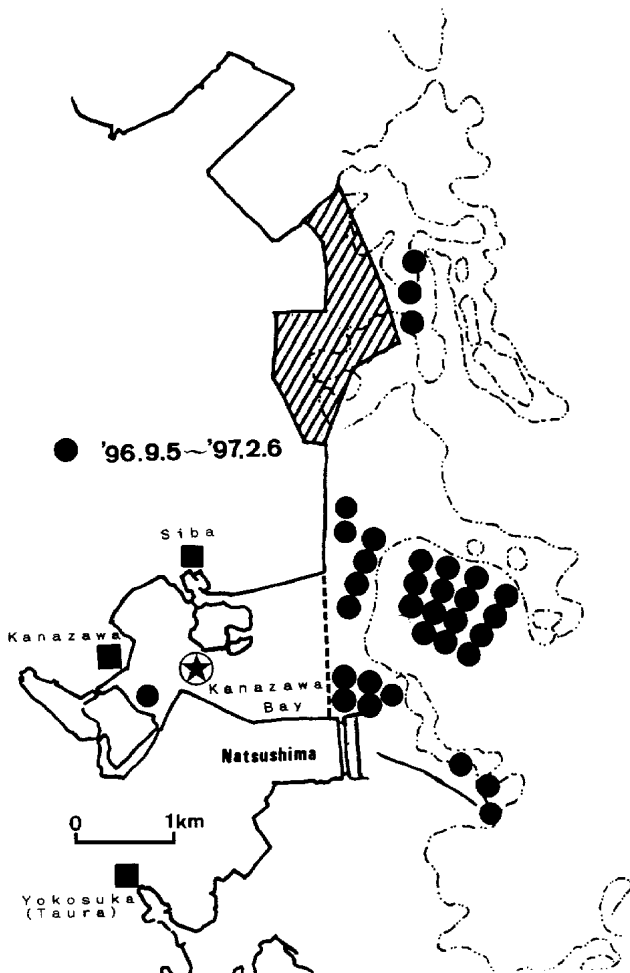 '96.9.5～'97.2.6
Siba
Kanazawa
Kanazawa
Bay
Natsushima
0 1km
Yokosuka
(Taura)